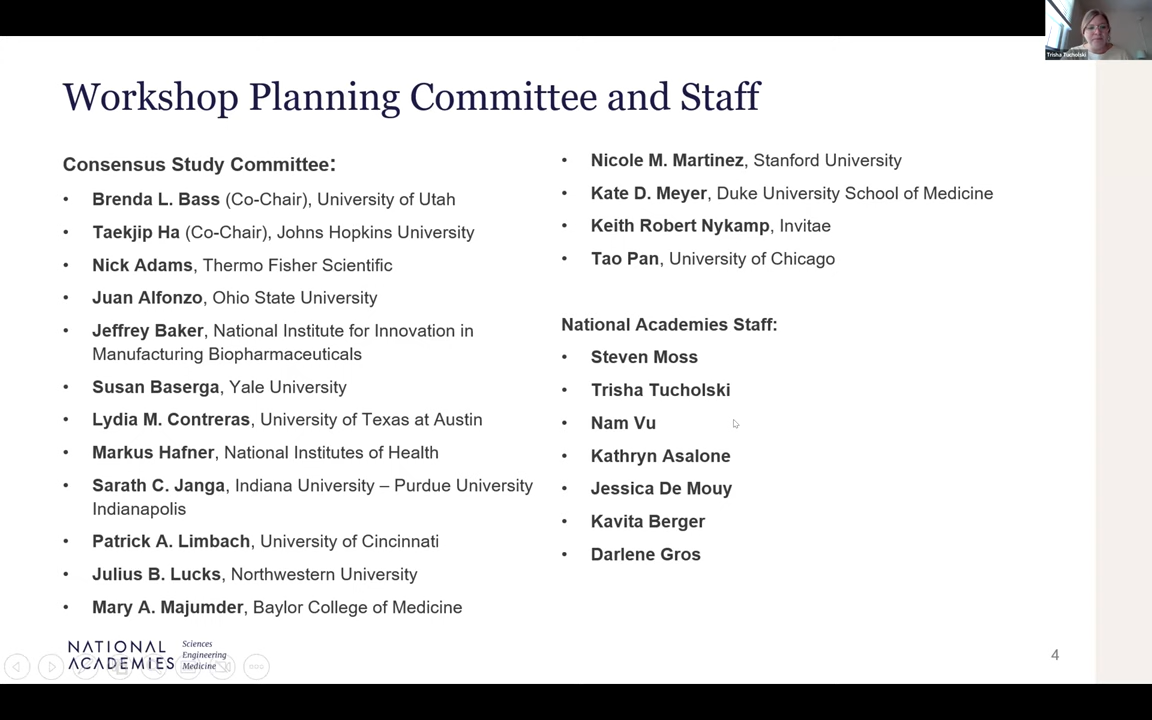 Trisha Tucholski
Workshop Planning Committee and Staff
Consensus Study Committee:
• Brenda L. Bass (Co-Chair), University of Utah
• Taekjip Ha (Co-Chair), Johns Hopkins University
• Nick Adams, Thermo Fisher Scientific
• Juan Alfonzo, Ohio State University
• Jeffrey Baker, National Institute for Innovation in
Manufacturing Biopharmaceuticals
• Susan Baserga, Yale University
• Lydia M. Contreras, University of Texas at Austin
• Markus Hafner, National Institutes of Health
• Sarath C. Janga, Indiana University – Purdue University
Indianapolis
• Patrick A. Limbach, University of Cincinnati
• Julius B. Lucks, Northwestern University
• Mary A. Majumder, Baylor College of Medicine
• Nicole M. Martinez, Stanford University
• Kate D. Meyer, Duke University School of Medicine
• Keith Robert Nykamp, Invitae
• Tao Pan, University of Chicago
National Academies Staff:
• Steven Moss
• Trisha Tucholski
• Nam Vu
• Kathryn Asalone
• Jessica De Mouy
• Kavita Berger
• Darlene Gros
NATIONAL
ACADEMIES
Sciences
Engineering
Medicine
4